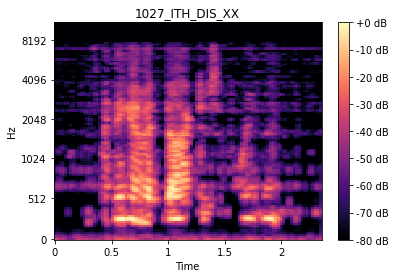 1027_ITH_DIS_XX
8192
4096
2048
1024
512
0
Hz
0
0.5
1
1.5
2
Time
+0 dB
-10 dB
-20 dB
-30 dB
-40 dB
-50 dB
-60 dB
-70 dB
-80 dB